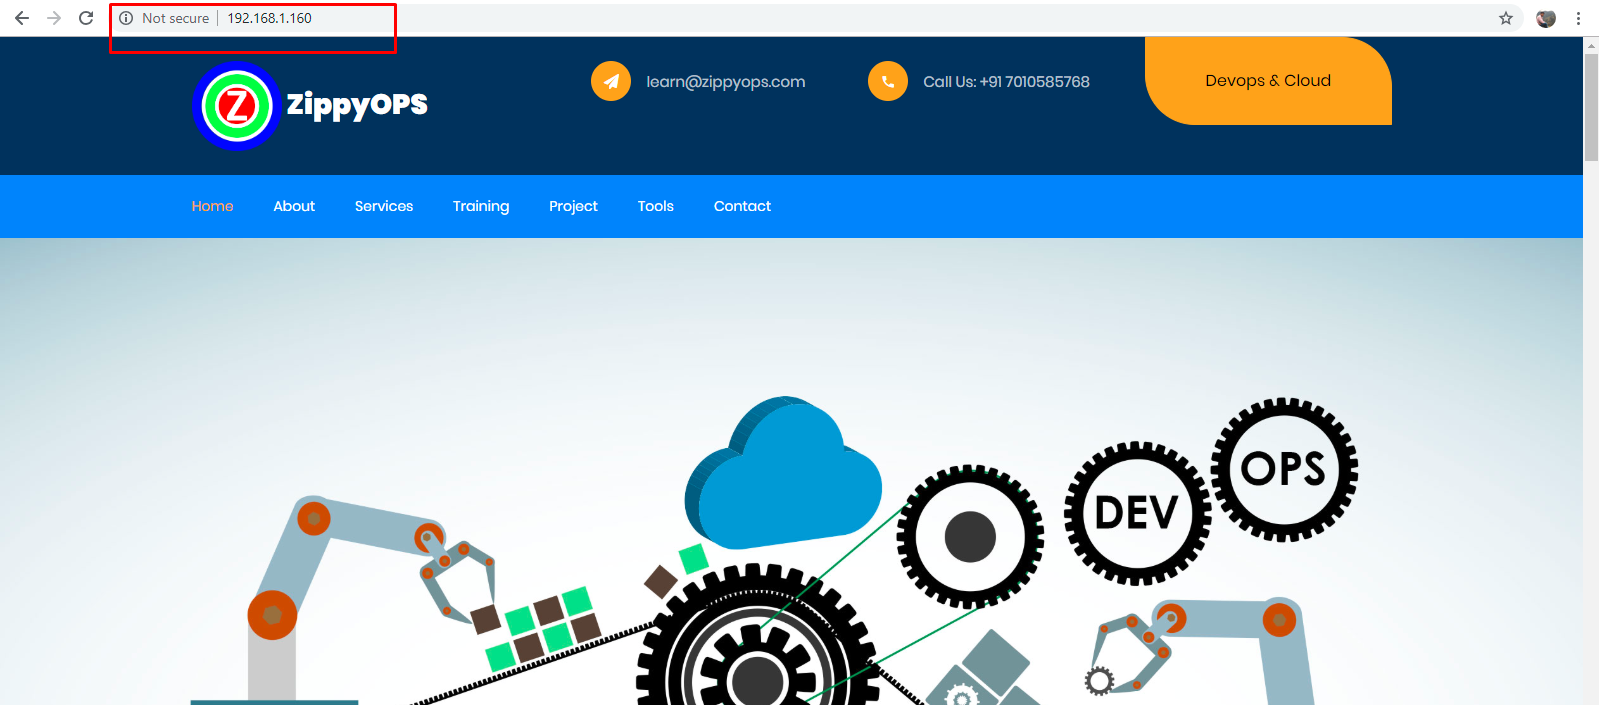 Not secure | 192.168.1.160
Z ZippyOPS
learn@zippyops.com
Call Us: +91 7010585768
Devops & Cloud
Home About Services Training Project Tools Contact
OPS
DEV